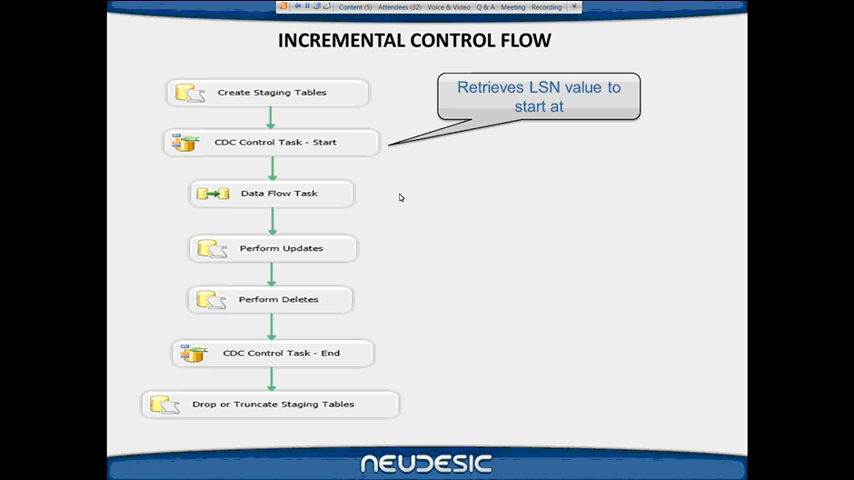 Content (5) Attendees (32) Voice & Video Q & A Meeting Recording
INCREMENTAL CONTROL FLOW
Create Staging Tables
Retrieves LSN value to
start at
CDC Control Task - Start
Data Flow Task
Perform Updates
Perform Deletes
CDC Control Task - End
Drop or Truncate Staging Tables
NEUDESIC